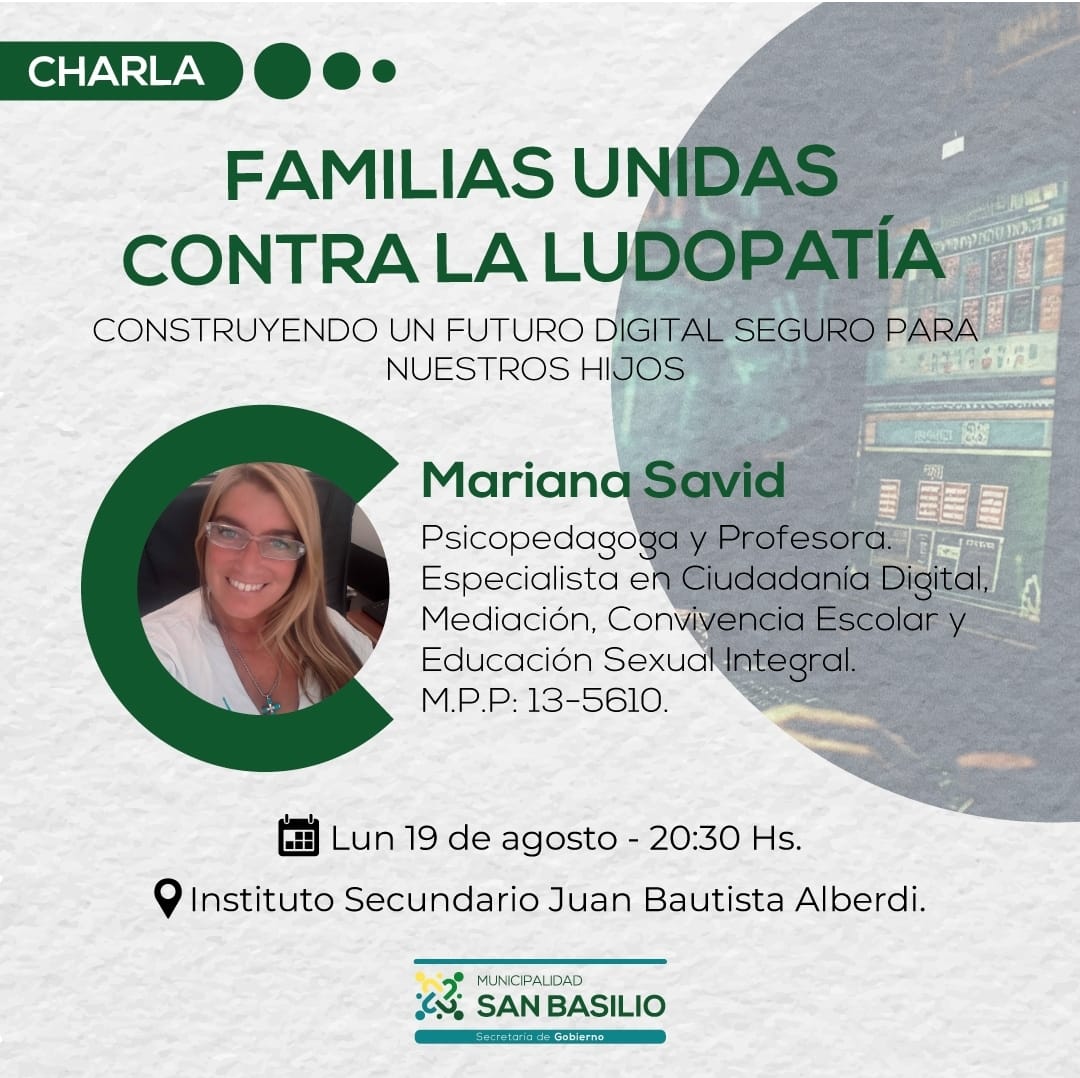 CHARLA
FAMILIAS UNIDAS
CONTRA LA LUDOPATÍA
CONSTRUYENDO UN FUTURO DIGITAL SEGURO PARA
NUESTROS HIJOS
Mariana Savid
Psicopedagoga y Profesora.
Especialista en Ciudadanía Digital,
Mediación, Convivencia Escolar y
Educación Sexual Integral.
M.P.P: 13-5610.
Lun 19 de agosto - 20:30 Hs.
Instituto Secundario Juan Bautista Alberdi.
MUNICIPALIDAD
SAN BASILIO
Secretaría de Gobierno